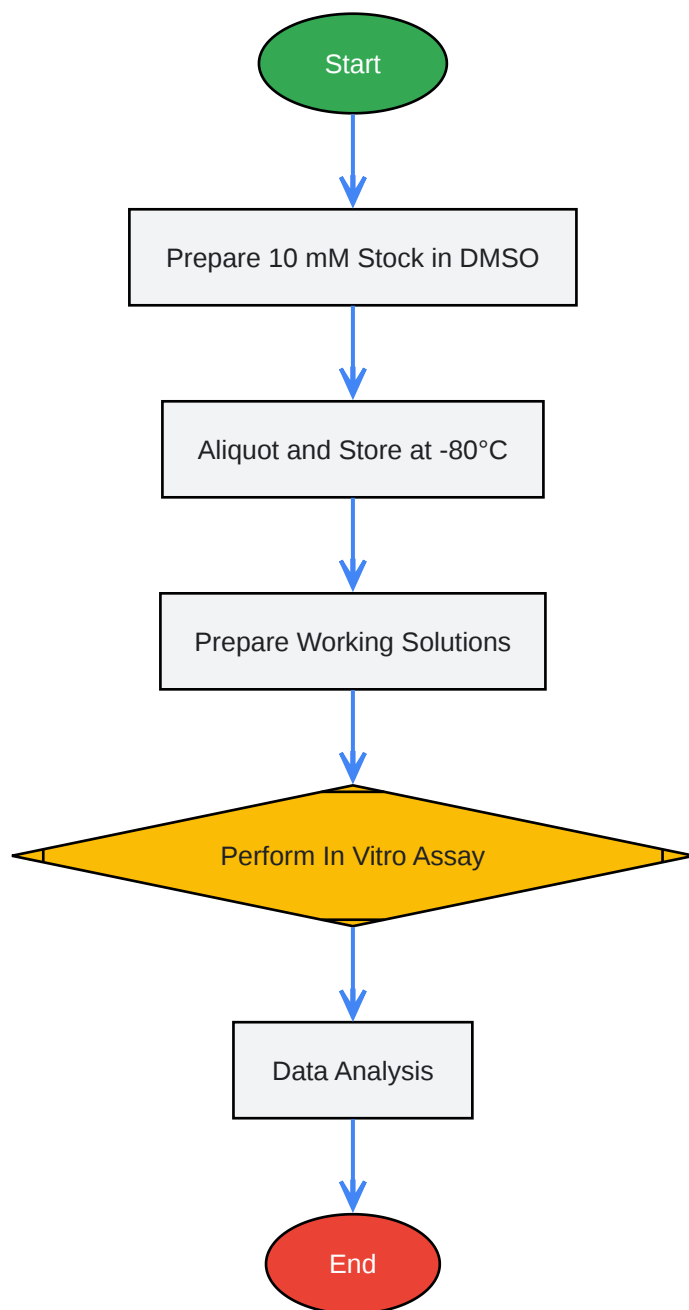 Start
Prepare 10 mM Stock in DMSO
Aliquot and Store at -80°C
Prepare Working Solutions
Perform In Vitro Assay
Data Analysis
End